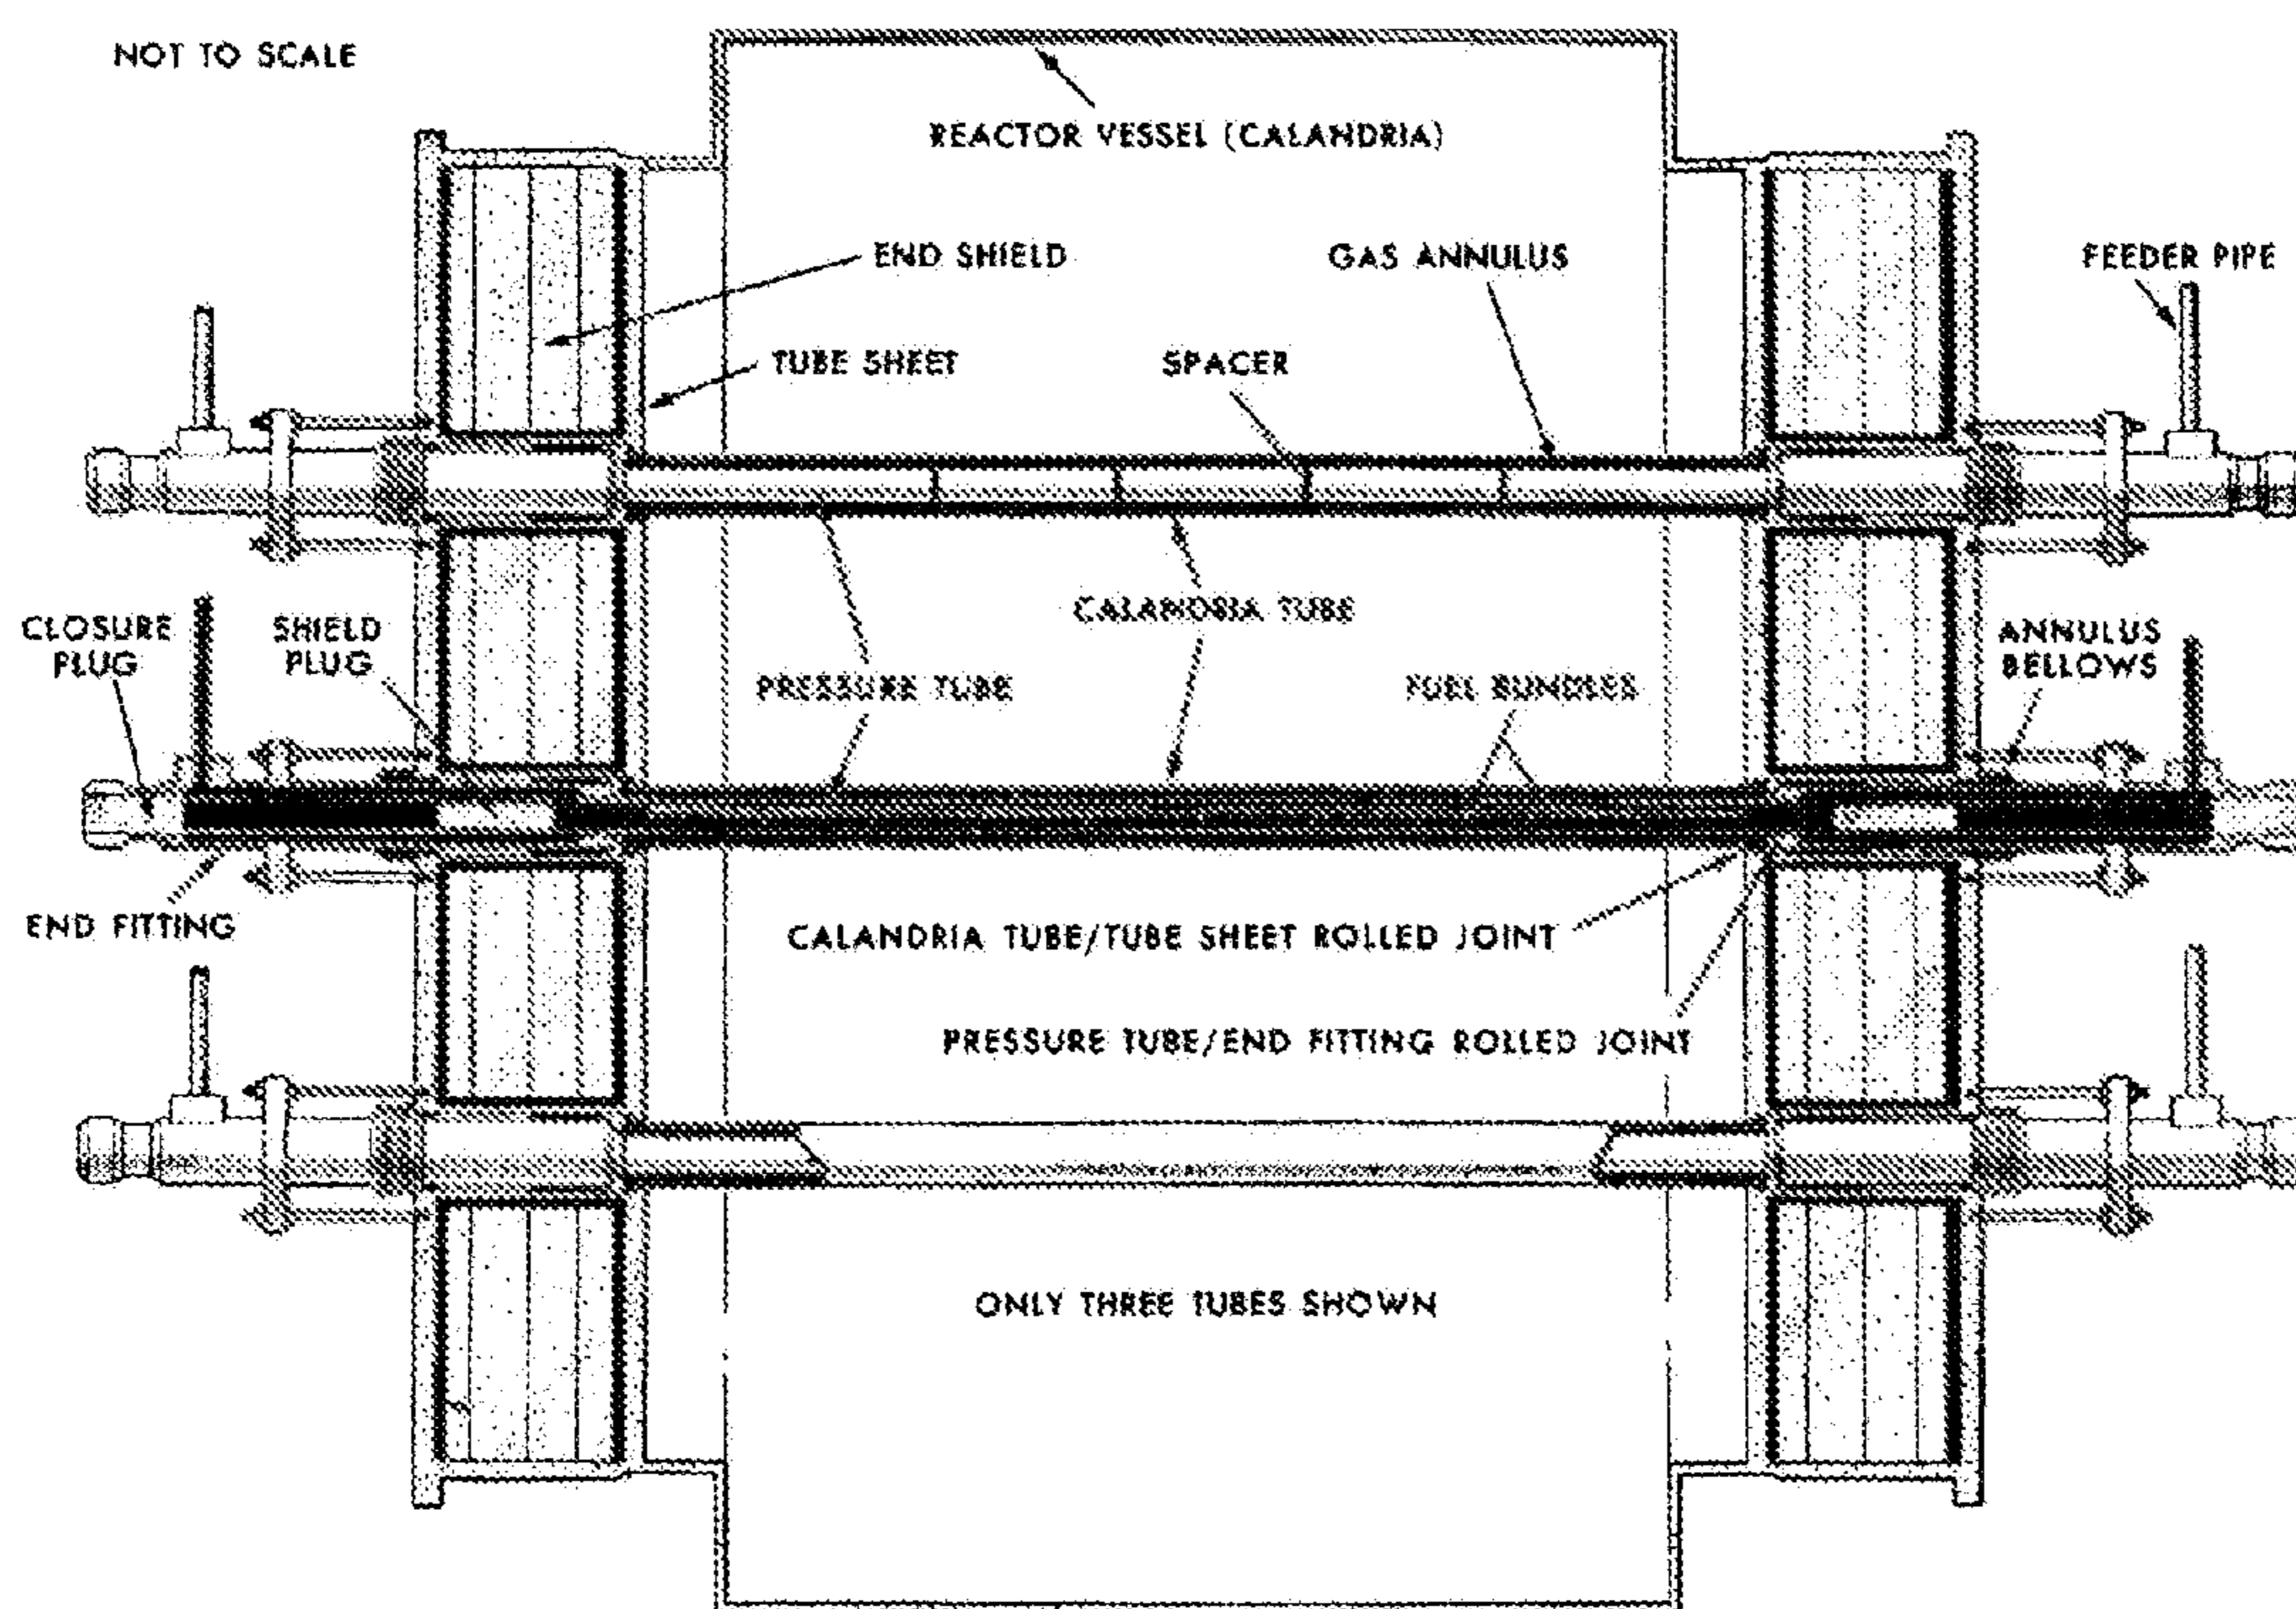 NOT TO SCALE
REACTOR VESSEL (CALANDRIA)
END SHIELD
GAS ANNULUS
FEEDER PIPE
TUBE SHEET
SPACER
CALANDRIA TUBE
CLOSURE
PLUG
SHIELD
PLUG
ANNULUS
BELLOWS
PRESSURE TUBE
FUEL BUNDLES
END FITTING
CALANDRIA TUBE/TUBE SHEET ROLLED JOINT
PRESSURE TUBE/END FITTING ROLLED JOINT
ONLY THREE TUBES SHOWN